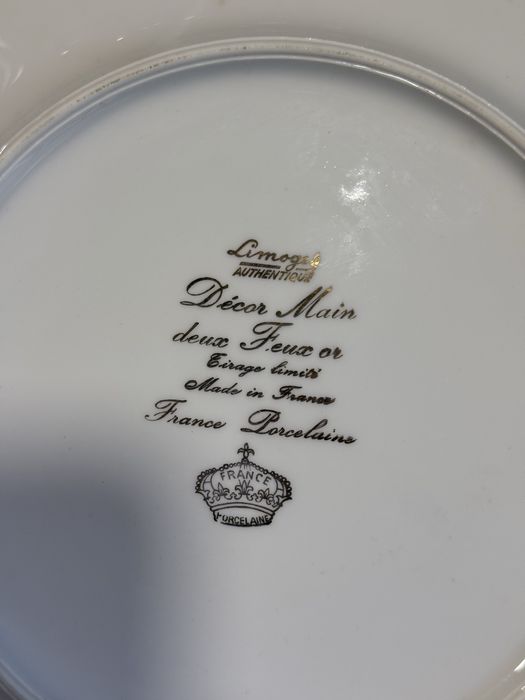 Limoges
AUTHENTIQUE
Décor Main
deux Feux or
Tirage limité
Made in France
France Porcelaine
FRANCE
PORCELAINE